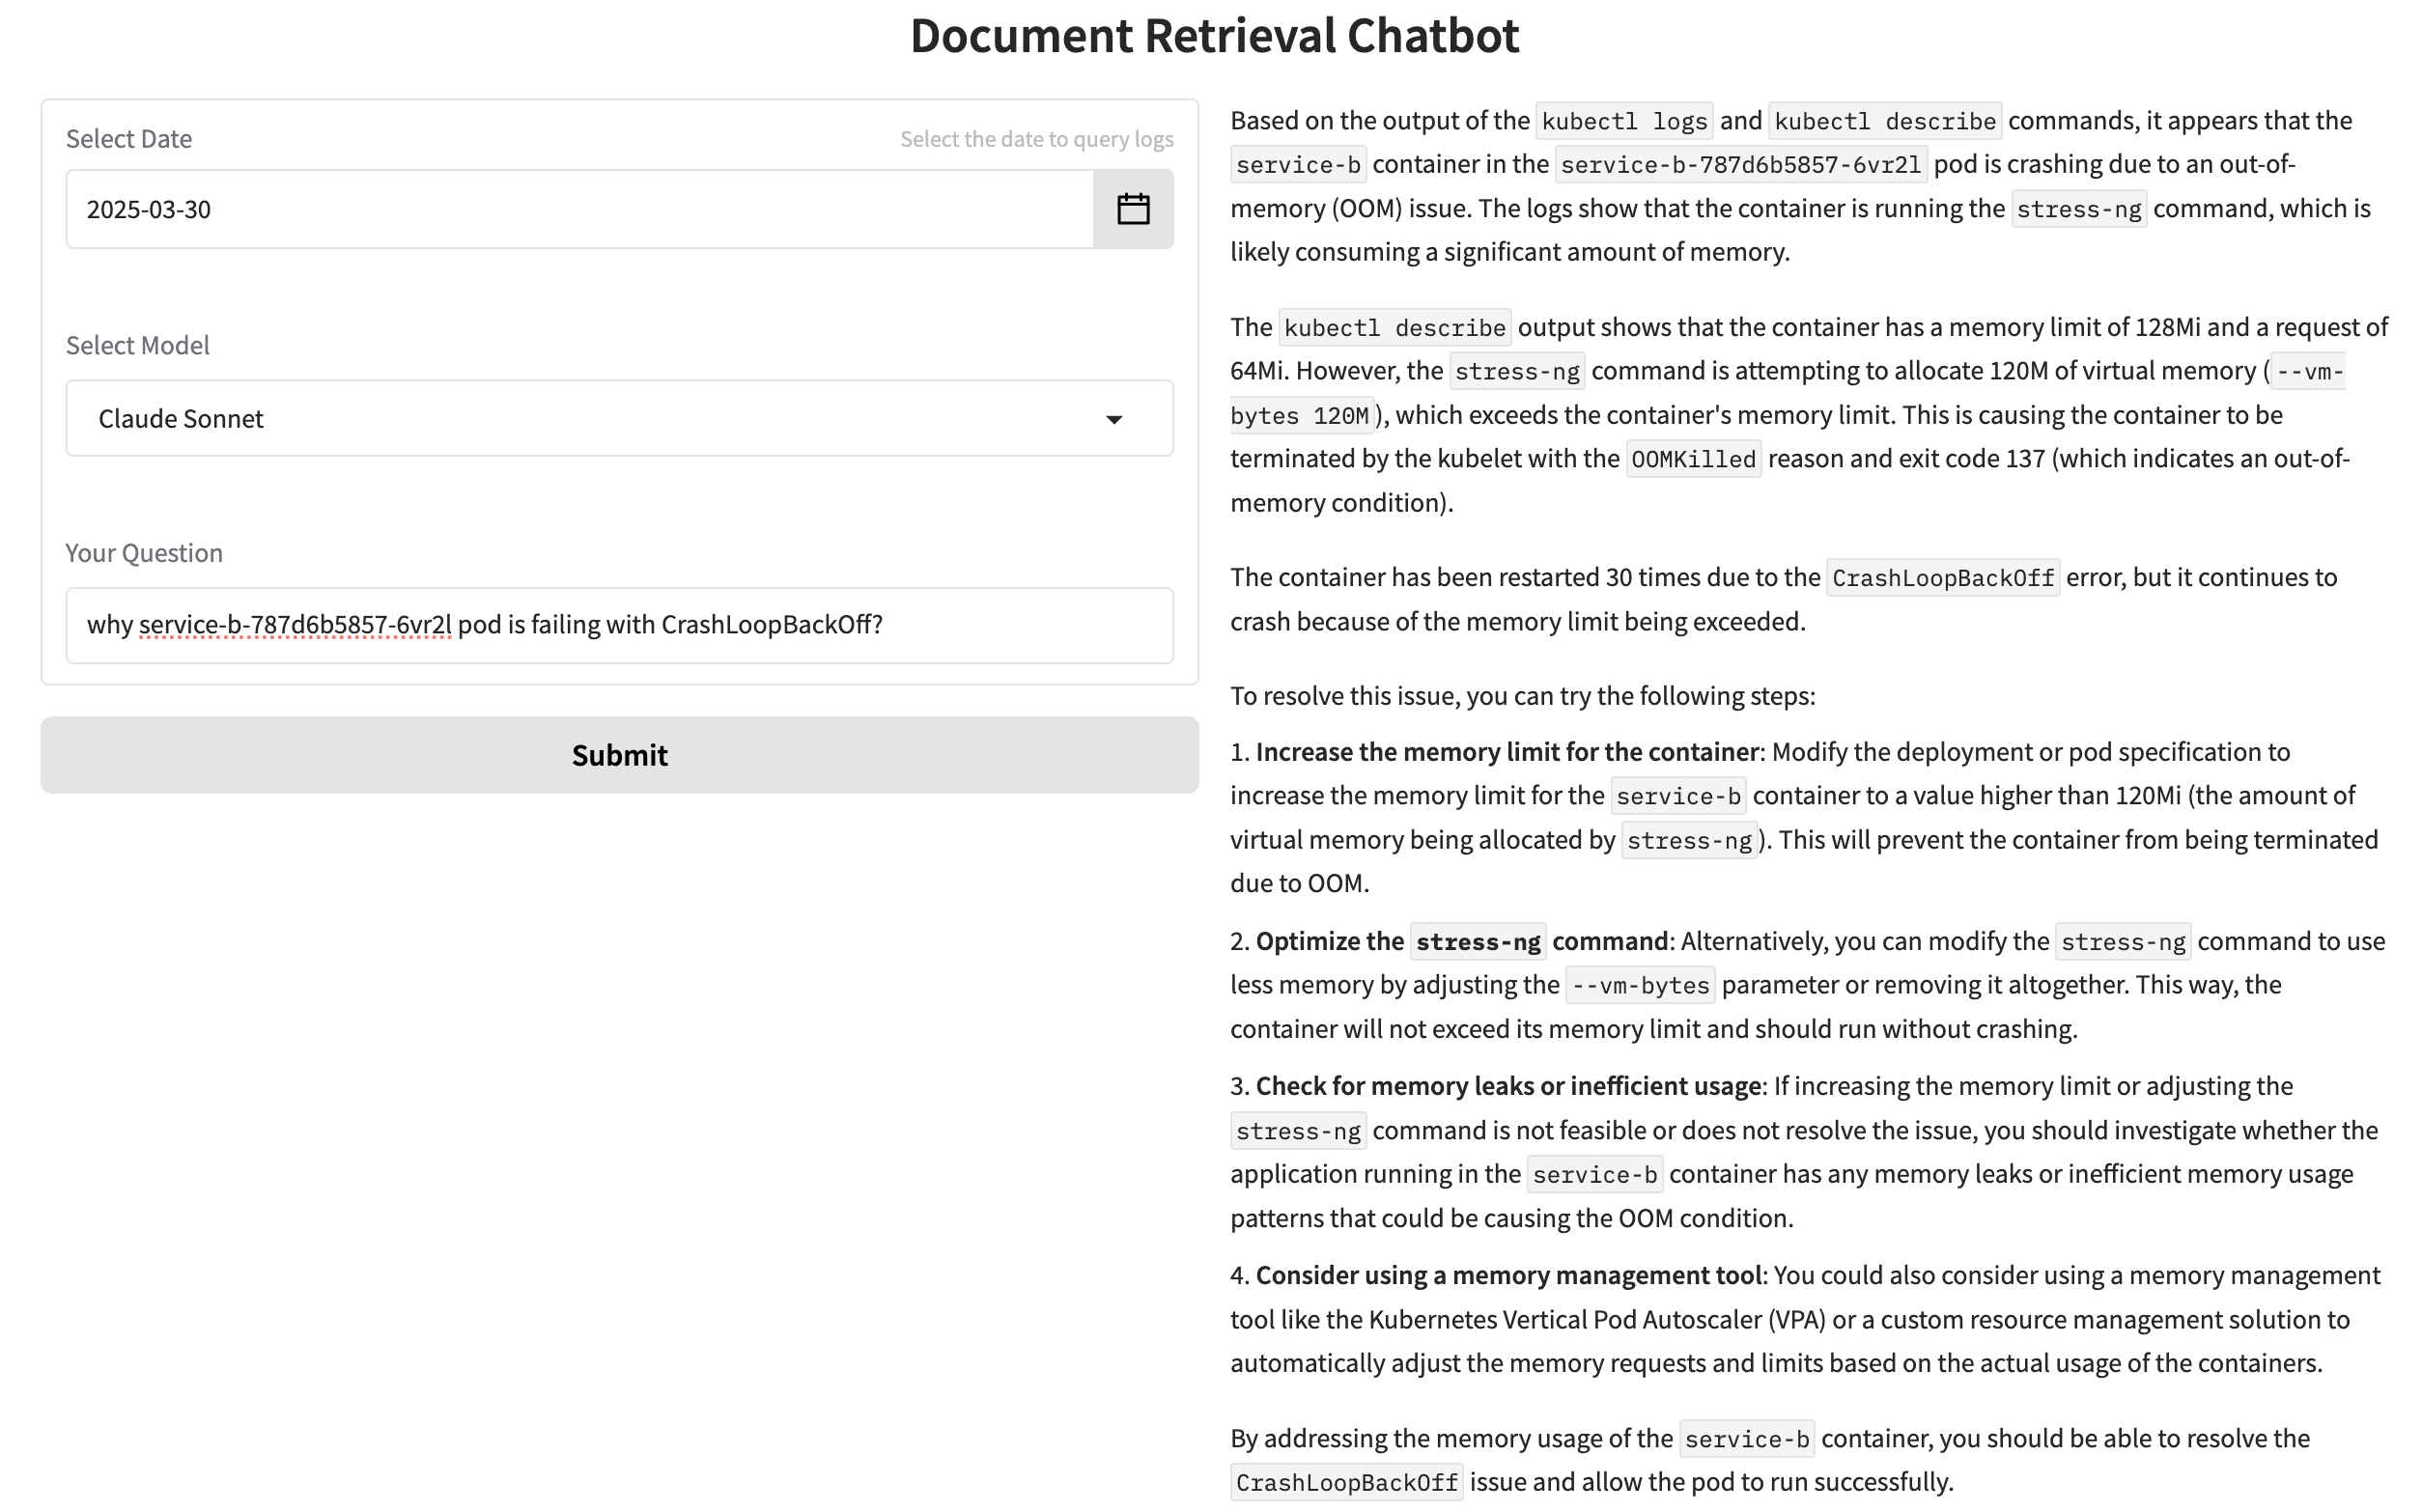 Document Retrieval Chatbot
Select Date
Select the date to query logs
2025-03-30
Select Model
Claude Sonnet
Your Question
why service-b-787d6b5857-6vr2l pod is failing with CrashLoopBackOff?
Submit
Based on the output of the kubectl logs and kubectl describe commands, it appears that the
service-b container in the service-b-787d6b5857-6vr2l pod is crashing due to an out-of-
memory (OOM) issue. The logs show that the container is running the stress-ng command, which is
likely consuming a significant amount of memory.
The kubectl describe output shows that the container has a memory limit of 128Mi and a request of
64Mi. However, the stress-ng command is attempting to allocate 120M of virtual memory (--vm-
bytes 120M), which exceeds the container's memory limit. This is causing the container to be
terminated by the kubelet with the OOMKilled reason and exit code 137 (which indicates an out-of-
memory condition).
The container has been restarted 30 times due to the CrashLoopBackOff error, but it continues to
crash because of the memory limit being exceeded.
To resolve this issue, you can try the following steps:
1. Increase the memory limit for the container: Modify the deployment or pod specification to
increase the memory limit for the service-b container to a value higher than 120Mi (the amount of
virtual memory being allocated by stress-ng). This will prevent the container from being terminated
due to OOM.
2. Optimize the stress-ng command: Alternatively, you can modify the stress-ng command to use
less memory by adjusting the --vm-bytes parameter or removing it altogether. This way, the
container will not exceed its memory limit and should run without crashing.
3. Check for memory leaks or inefficient usage: If increasing the memory limit or adjusting the
stress-ng command is not feasible or does not resolve the issue, you should investigate whether the
application running in the service-b container has any memory leaks or inefficient memory usage
patterns that could be causing the OOM condition.
4. Consider using a memory management tool: You could also consider using a memory management
tool like the Kubernetes Vertical Pod Autoscaler (VPA) or a custom resource management solution to
automatically adjust the memory requests and limits based on the actual usage of the containers.
By addressing the memory usage of the service-b container, you should be able to resolve the
CrashLoopBackOff issue and allow the pod to run successfully.